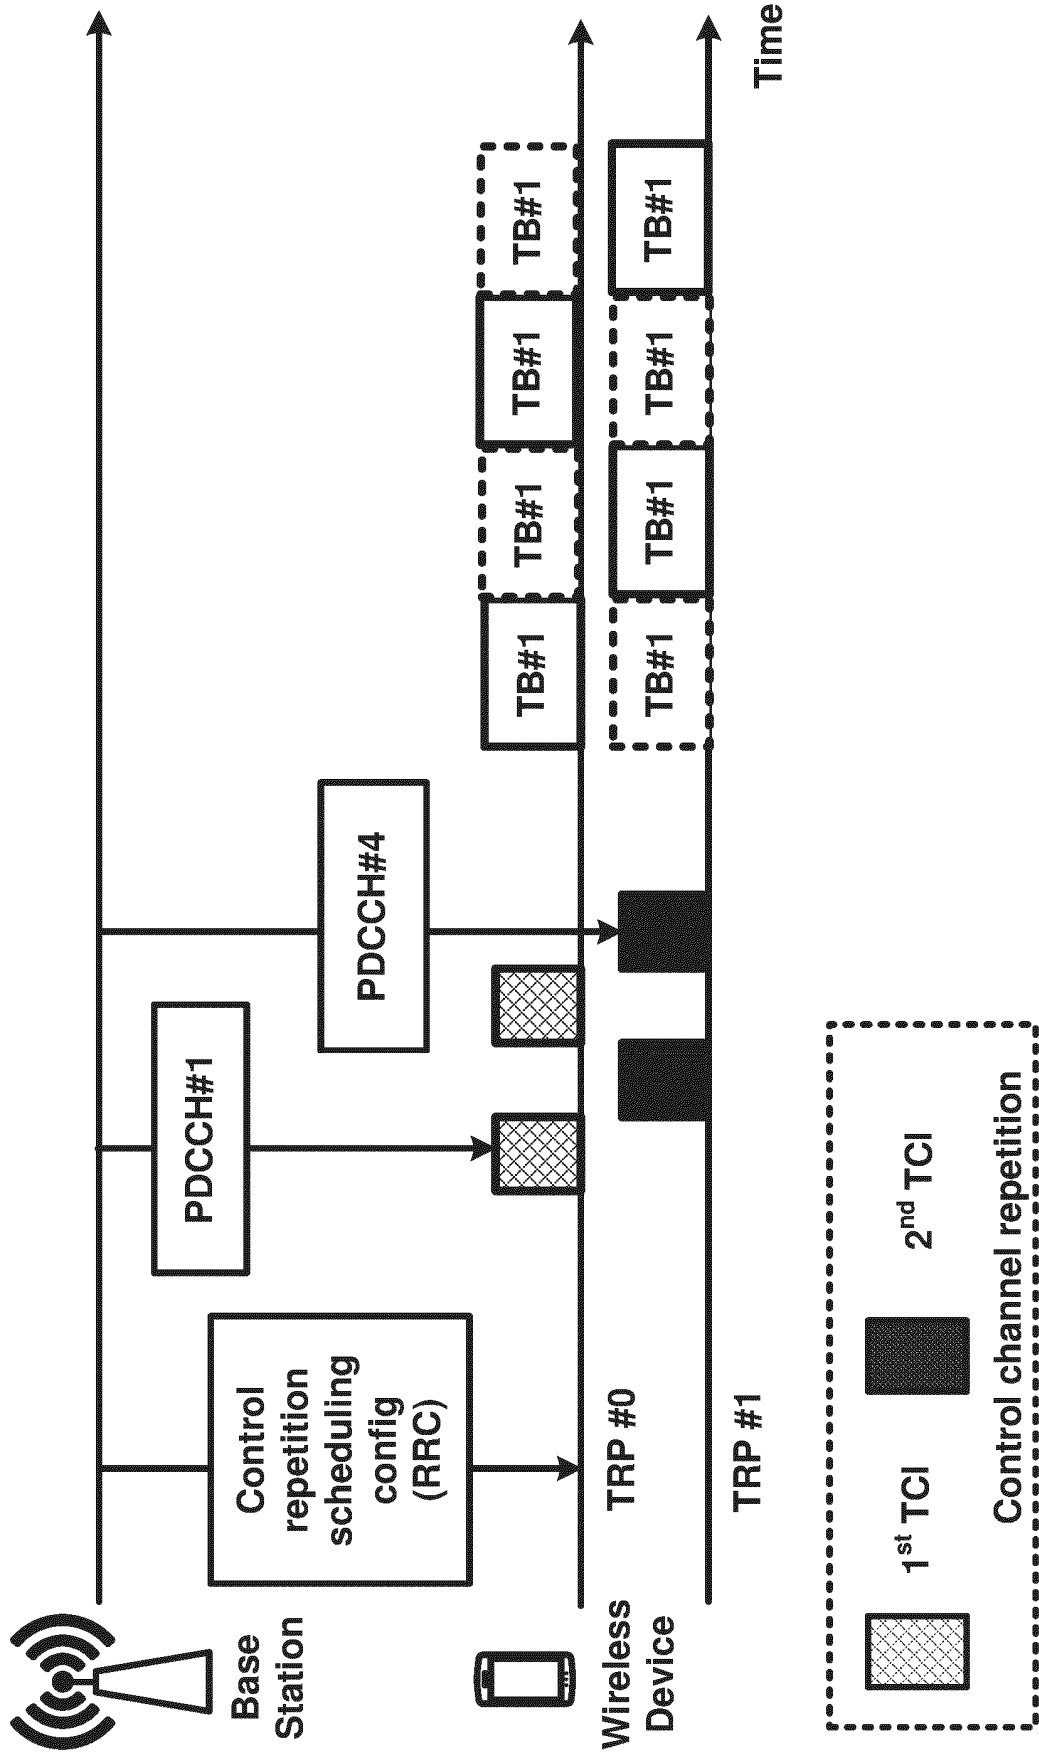 Base
Station
Control
repetition
scheduling
config
(RRC)
PDCCH#1
PDCCH#4
Wireless
Device
TRP #0
TB#1
TB#1
TB#1
TB#1
TRP #1
TB#1
TB#1
TB#1
TB#1
Time
1st TCI
2nd TCI
Control channel repetition